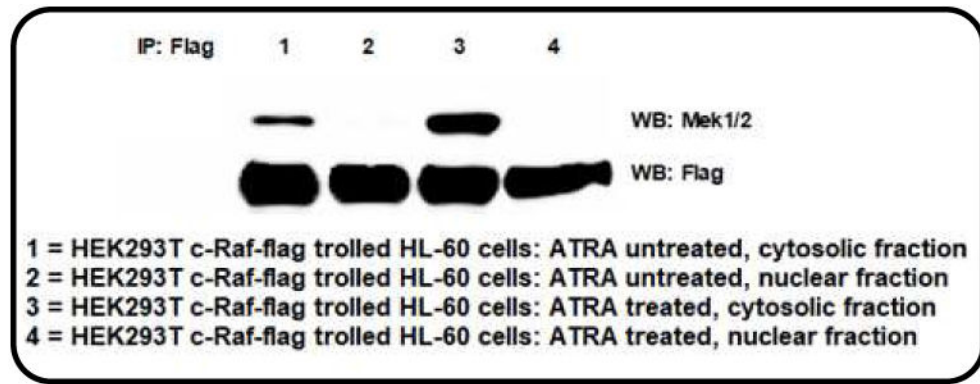 IP: Flag 1 2 3 4
WB: Mek1/2
WB: Flag
1 = HEK293T c-Raf-flag trolled HL-60 cells: ATRA untreated, cytosolic fraction
2 = HEK293T c-Raf-flag trolled HL-60 cells: ATRA untreated, nuclear fraction
3 = HEK293T c-Raf-flag trolled HL-60 cells: ATRA treated, cytosolic fraction
4 = HEK293T c-Raf-flag trolled HL-60 cells: ATRA treated, nuclear fraction